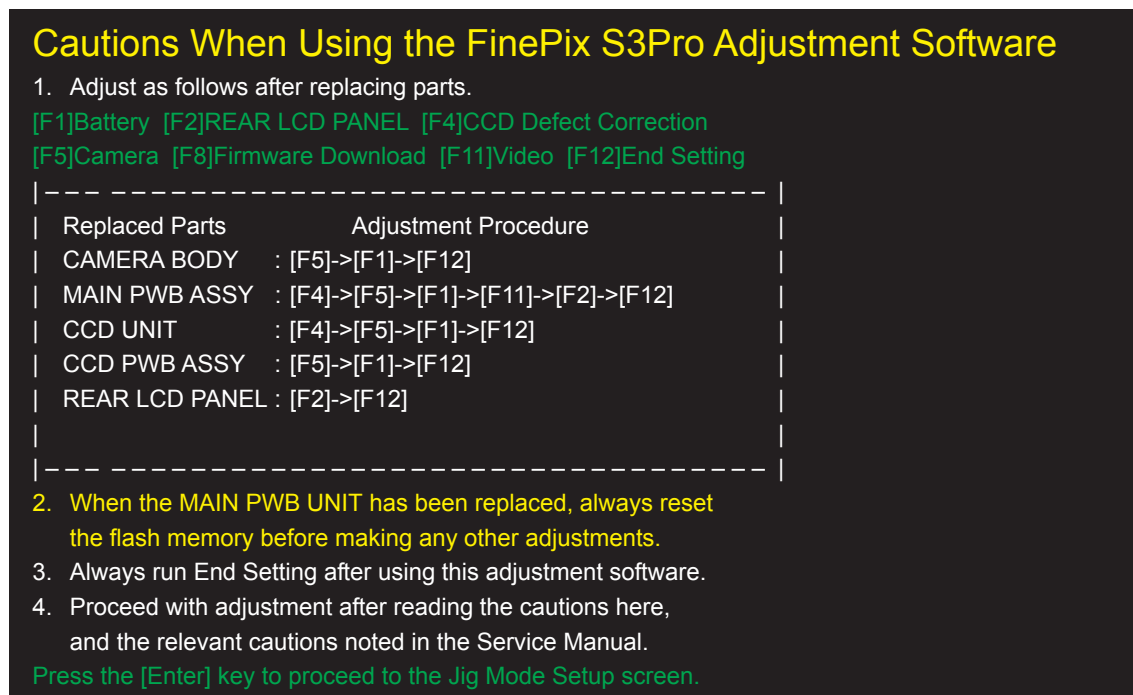 Cautions When Using the FinePix S3Pro Adjustment Software
1. Adjust as follows after replacing parts.
[F1]Battery [F2]REAR LCD PANEL [F4]CCD Defect Correction
[F5]Camera [F8]Firmware Download [F11]Video [F12]End Setting
|– – – – – – – – – – – – – – – – – – – – – – – – – – – – – – – – – – – – |
| Replaced Parts Adjustment Procedure |
| CAMERA BODY : [F5]->[F1]->[F12] |
| MAIN PWB ASSY : [F4]->[F5]->[F1]->[F11]->[F2]->[F12] |
| CCD UNIT : [F4]->[F5]->[F1]->[F12] |
| CCD PWB ASSY : [F5]->[F1]->[F12] |
| REAR LCD PANEL : [F2]->[F12] |
| |
|– – – – – – – – – – – – – – – – – – – – – – – – – – – – – – – – – – – – |
2. When the MAIN PWB UNIT has been replaced, always reset
the flash memory before making any other adjustments.
3. Always run End Setting after using this adjustment software.
4. Proceed with adjustment after reading the cautions here,
and the relevant cautions noted in the Service Manual.
Press the [Enter] key to proceed to the Jig Mode Setup screen.